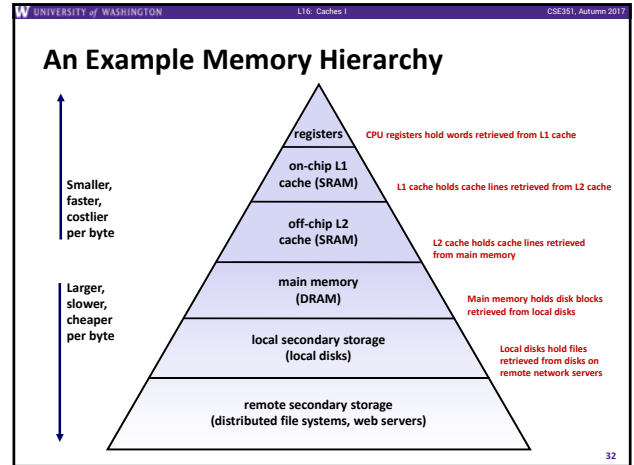 W UNIVERSITY of WASHINGTON
L16: Caches I
CSE351, Autumn 2017
An Example Memory Hierarchy
registers
CPU registers hold words retrieved from L1 cache
on-chip L1
cache (SRAM)
L1 cache holds cache lines retrieved from L2 cache
Smaller,
faster,
costlier
per byte
off-chip L2
cache (SRAM)
L2 cache holds cache lines retrieved
from main memory
Larger,
slower,
cheaper
per byte
main memory
(DRAM)
Main memory holds disk blocks
retrieved from local disks
local secondary storage
(local disks)
Local disks hold files
retrieved from disks on
remote network servers
remote secondary storage
(distributed file systems, web servers)
32